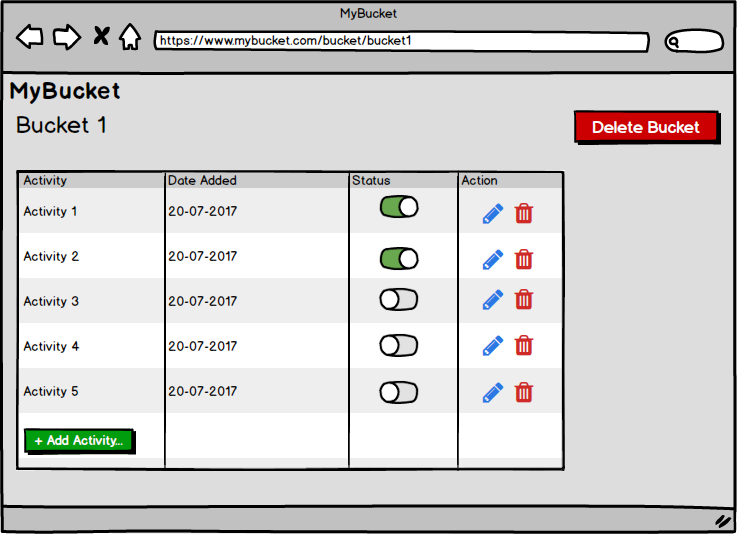 MyBucket
https://www.mybucket.com/bucket/bucket1
MyBucket
Bucket 1
Delete Bucket
Activity Date Added Status Action
Activity 1 20-07-2017
Activity 2 20-07-2017
Activity 3 20-07-2017
Activity 4 20-07-2017
Activity 5 20-07-2017
+ Add Activity...